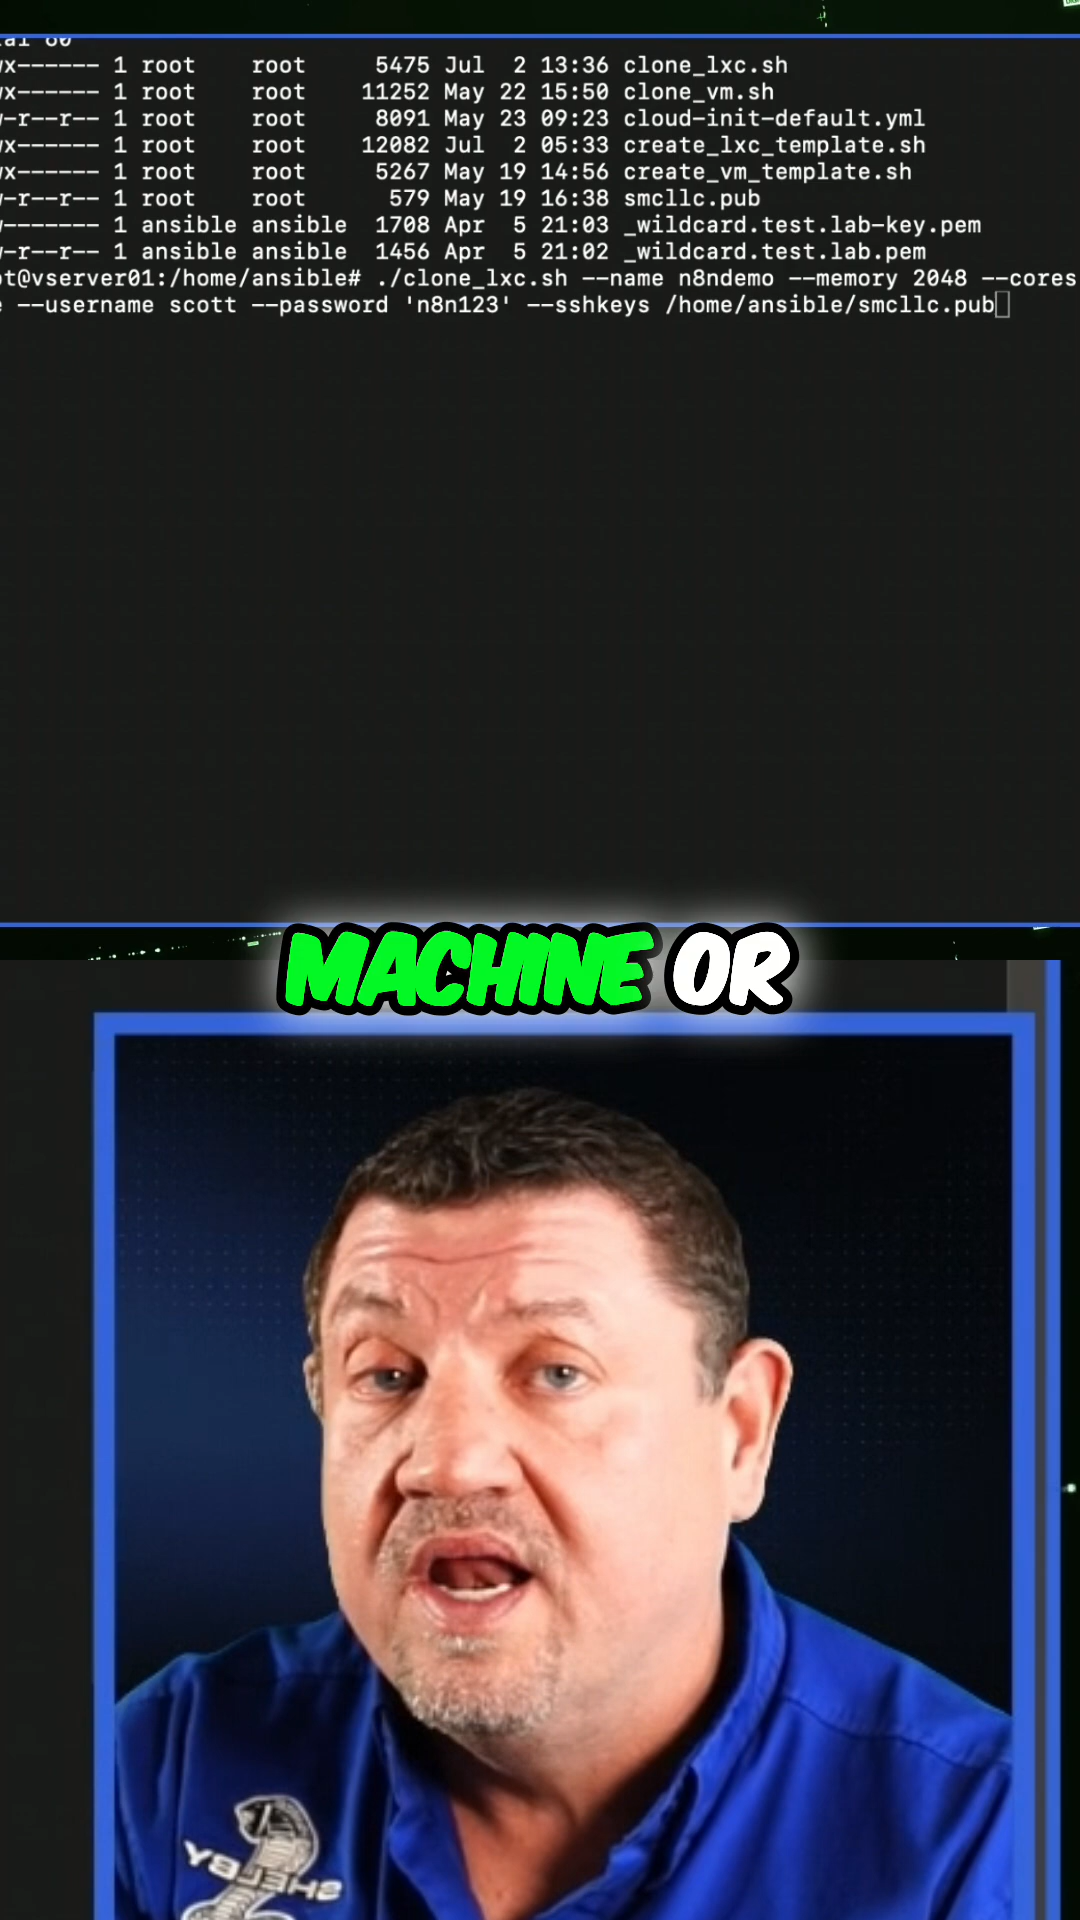 wx------ 1 root    root     5475 Jul  2 13:36 clone_lxc.sh
wx------ 1 root    root    11252 May 22 15:50 clone_vm.sh
w-r--r-- 1 root    root     8091 May 23 09:23 cloud-init-default.yml
wx------ 1 root    root    12082 Jul  2 05:33 create_lxc_template.sh
wx------ 1 root    root     5267 May 19 14:56 create_vm_template.sh
w-r--r-- 1 root    root      579 May 19 16:38 smcllc.pub
w------- 1 ansible ansible  1708 Apr  5 21:03 _wildcard.test.lab-key.pem
w-r--r-- 1 ansible ansible  1456 Apr  5 21:02 _wildcard.test.lab.pem
ot@vserver01:/home/ansible# ./clone_lxc.sh --name n8ndemo --memory 2048 --cores
e --username scott --password 'n8n123' --sshkeys /home/ansible/smcllc.pub
MACHINE OR
SHELBY